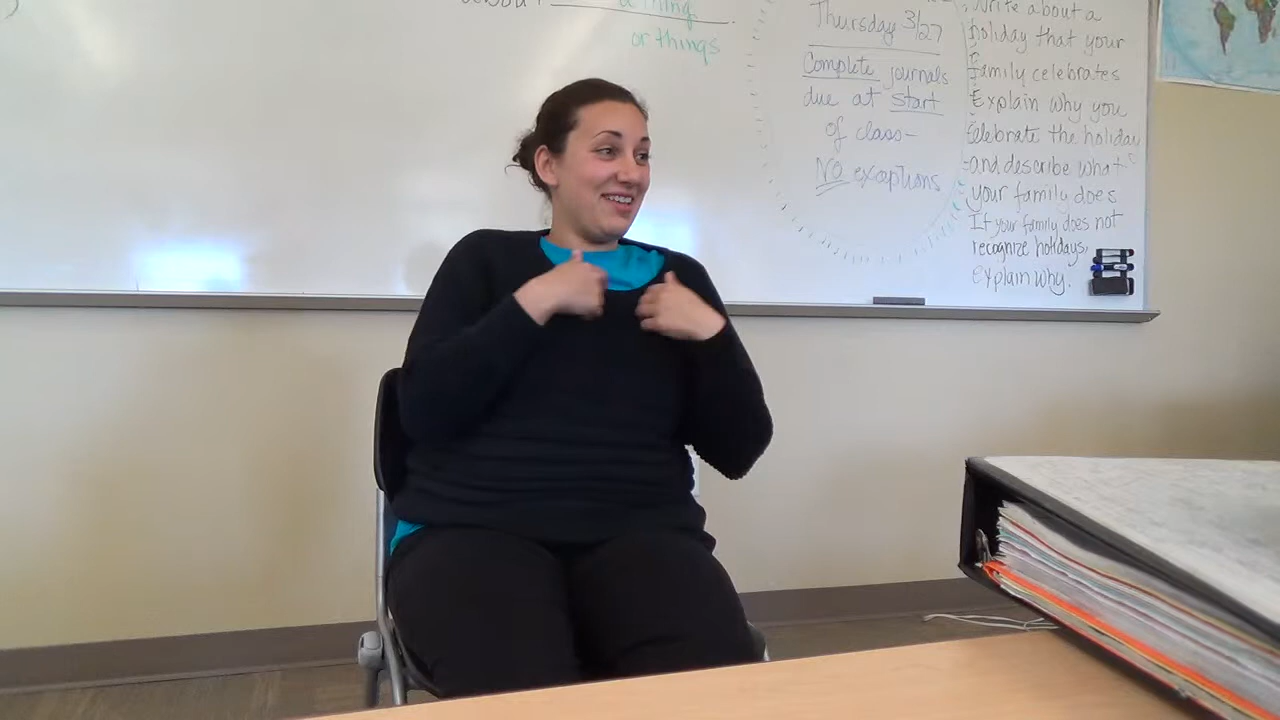 about a thing
or things
Thursday 3/27
Complete journals
due at start
of class-
NO exceptions
Write about a
holiday that your
family celebrates
Explain why you
celebrate the holiday
and describe what
your family does
If your family does not
recognize holidays,
explain why.